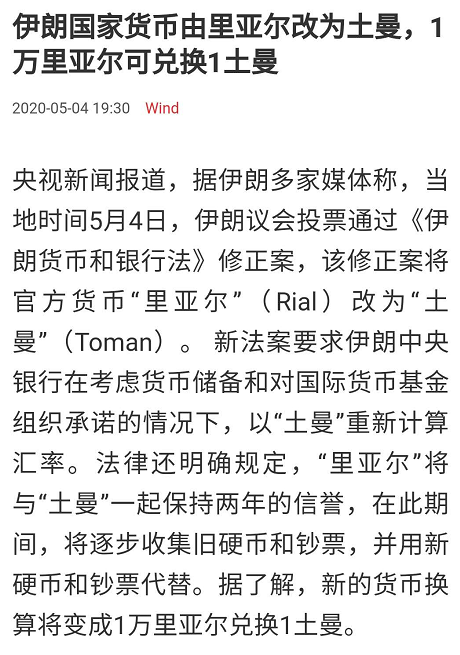 伊朗国家货币由里亚尔改为土曼，1
万里亚尔可兑换1土曼
2020-05-04 19:30 Wind
央视新闻报道，据伊朗多家媒体称，当
地时间5月4日，伊朗议会投票通过《伊
朗货币和银行法》修正案，该修正案将
官方货币“里亚尔”（Rial）改为“土
曼”（Toman）。 新法案要求伊朗中央
银行在考虑货币储备和对国际货币基金
组织承诺的情况下，以“土曼”重新计算
汇率。法律还明确规定，“里亚尔”将
与“土曼”一起保持两年的信誉，在此期
间，将逐步收集旧硬币和钞票，并用新
硬币和钞票代替。据了解，新的货币换
算将变成1万里亚尔兑换1土曼。